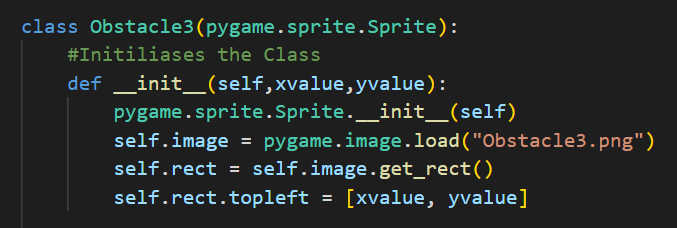 class Obstacle3(pygame.sprite.Sprite):
    #Initiliases the Class
    def __init__(self,xvalue,yvalue):
        pygame.sprite.Sprite.__init__(self)
        self.image = pygame.image.load("Obstacle3.png")
        self.rect = self.image.get_rect()
        self.rect.topleft = [xvalue, yvalue]